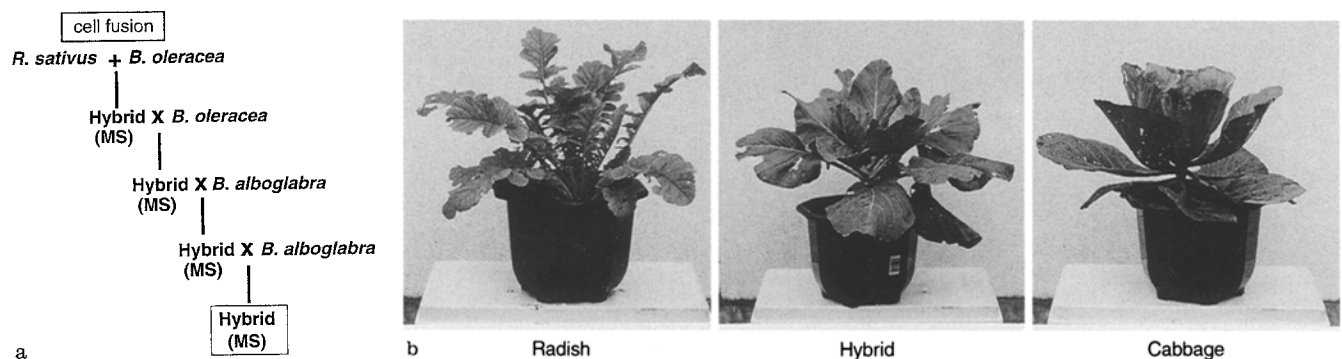 cell fusion
R. sativus + B. oleracea
Hybrid X B. oleracea
(MS)
Hybrid X B. alboglabra
(MS)
Hybrid X B. alboglabra
(MS)
Hybrid
(MS)
a
b Radish Hybrid Cabbage